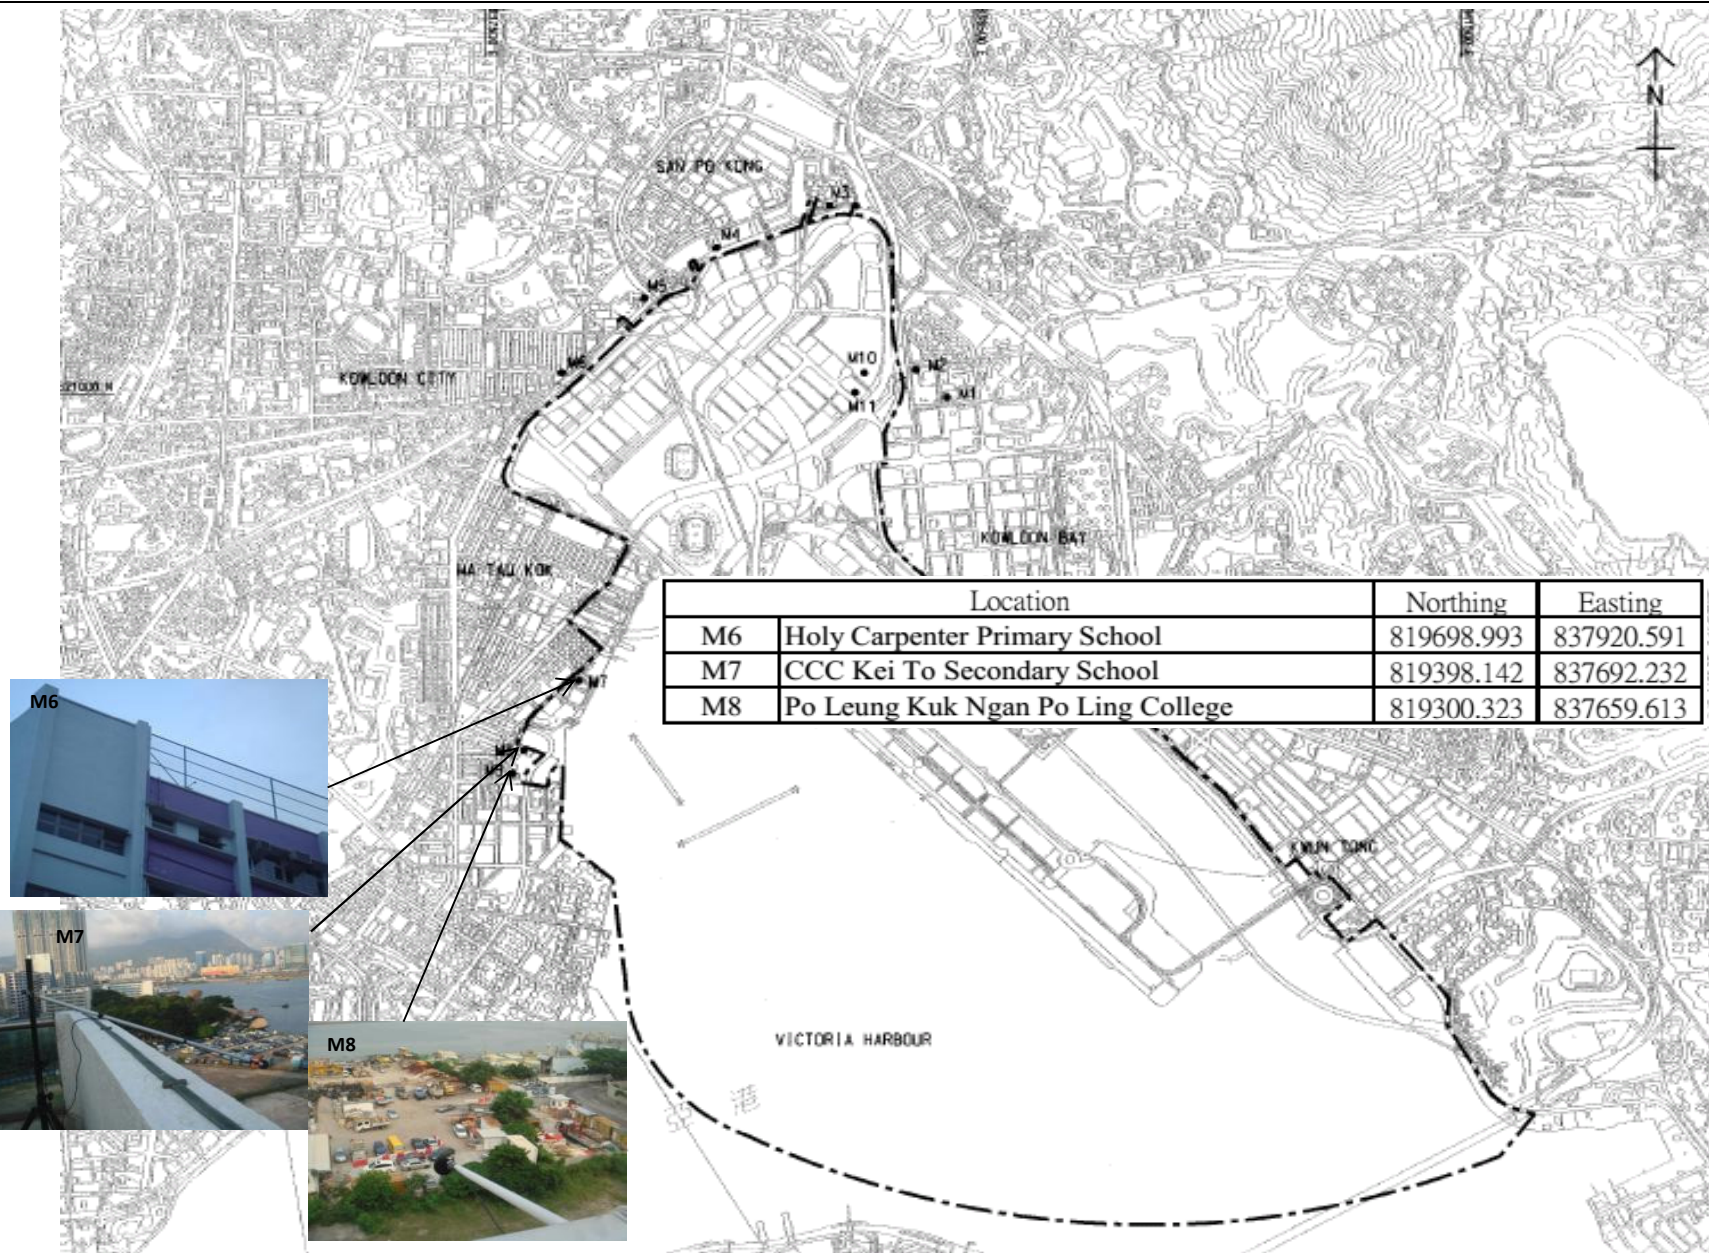 N
SAN PO KONG
M3
M4
M5
M10
M2
M6
KOWLOON CITY
M1
M11
KOWLOON BAY
MA TAU KOK
Location Northing Easting
M6 Holy Carpenter Primary School 819698.993 837920.591
M7 CCC Kei To Secondary School 819398.142 837692.232
M8 Po Leung Kuk Ngan Po Ling College 819300.323 837659.613
M7
M6
M9
KWUN TONG
M7
M8
VICTORIA HARBOUR
港